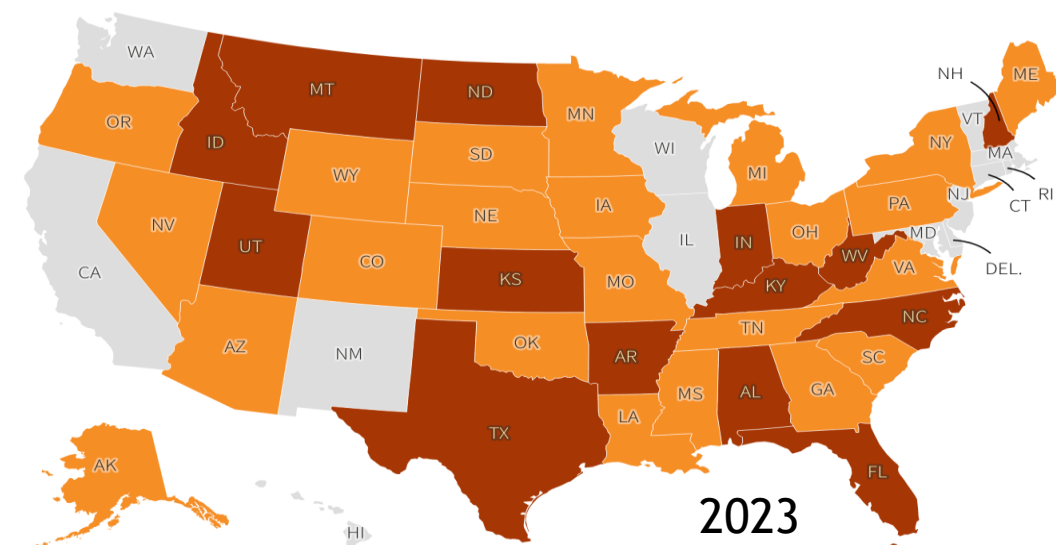 WA
MT
ND
MN
NH
ME
OR
ID
SD
WI
VT
NY
MA
WY
MI
RI
NV
NE
IA
PA
NJ
CT
UT
CO
IL
IN
OH
MD
DEL.
CA
KS
MO
WV
VA
KY
NC
AZ
NM
OK
AR
TN
SC
MS
AL
GA
TX
LA
AK
FL
HI
2023